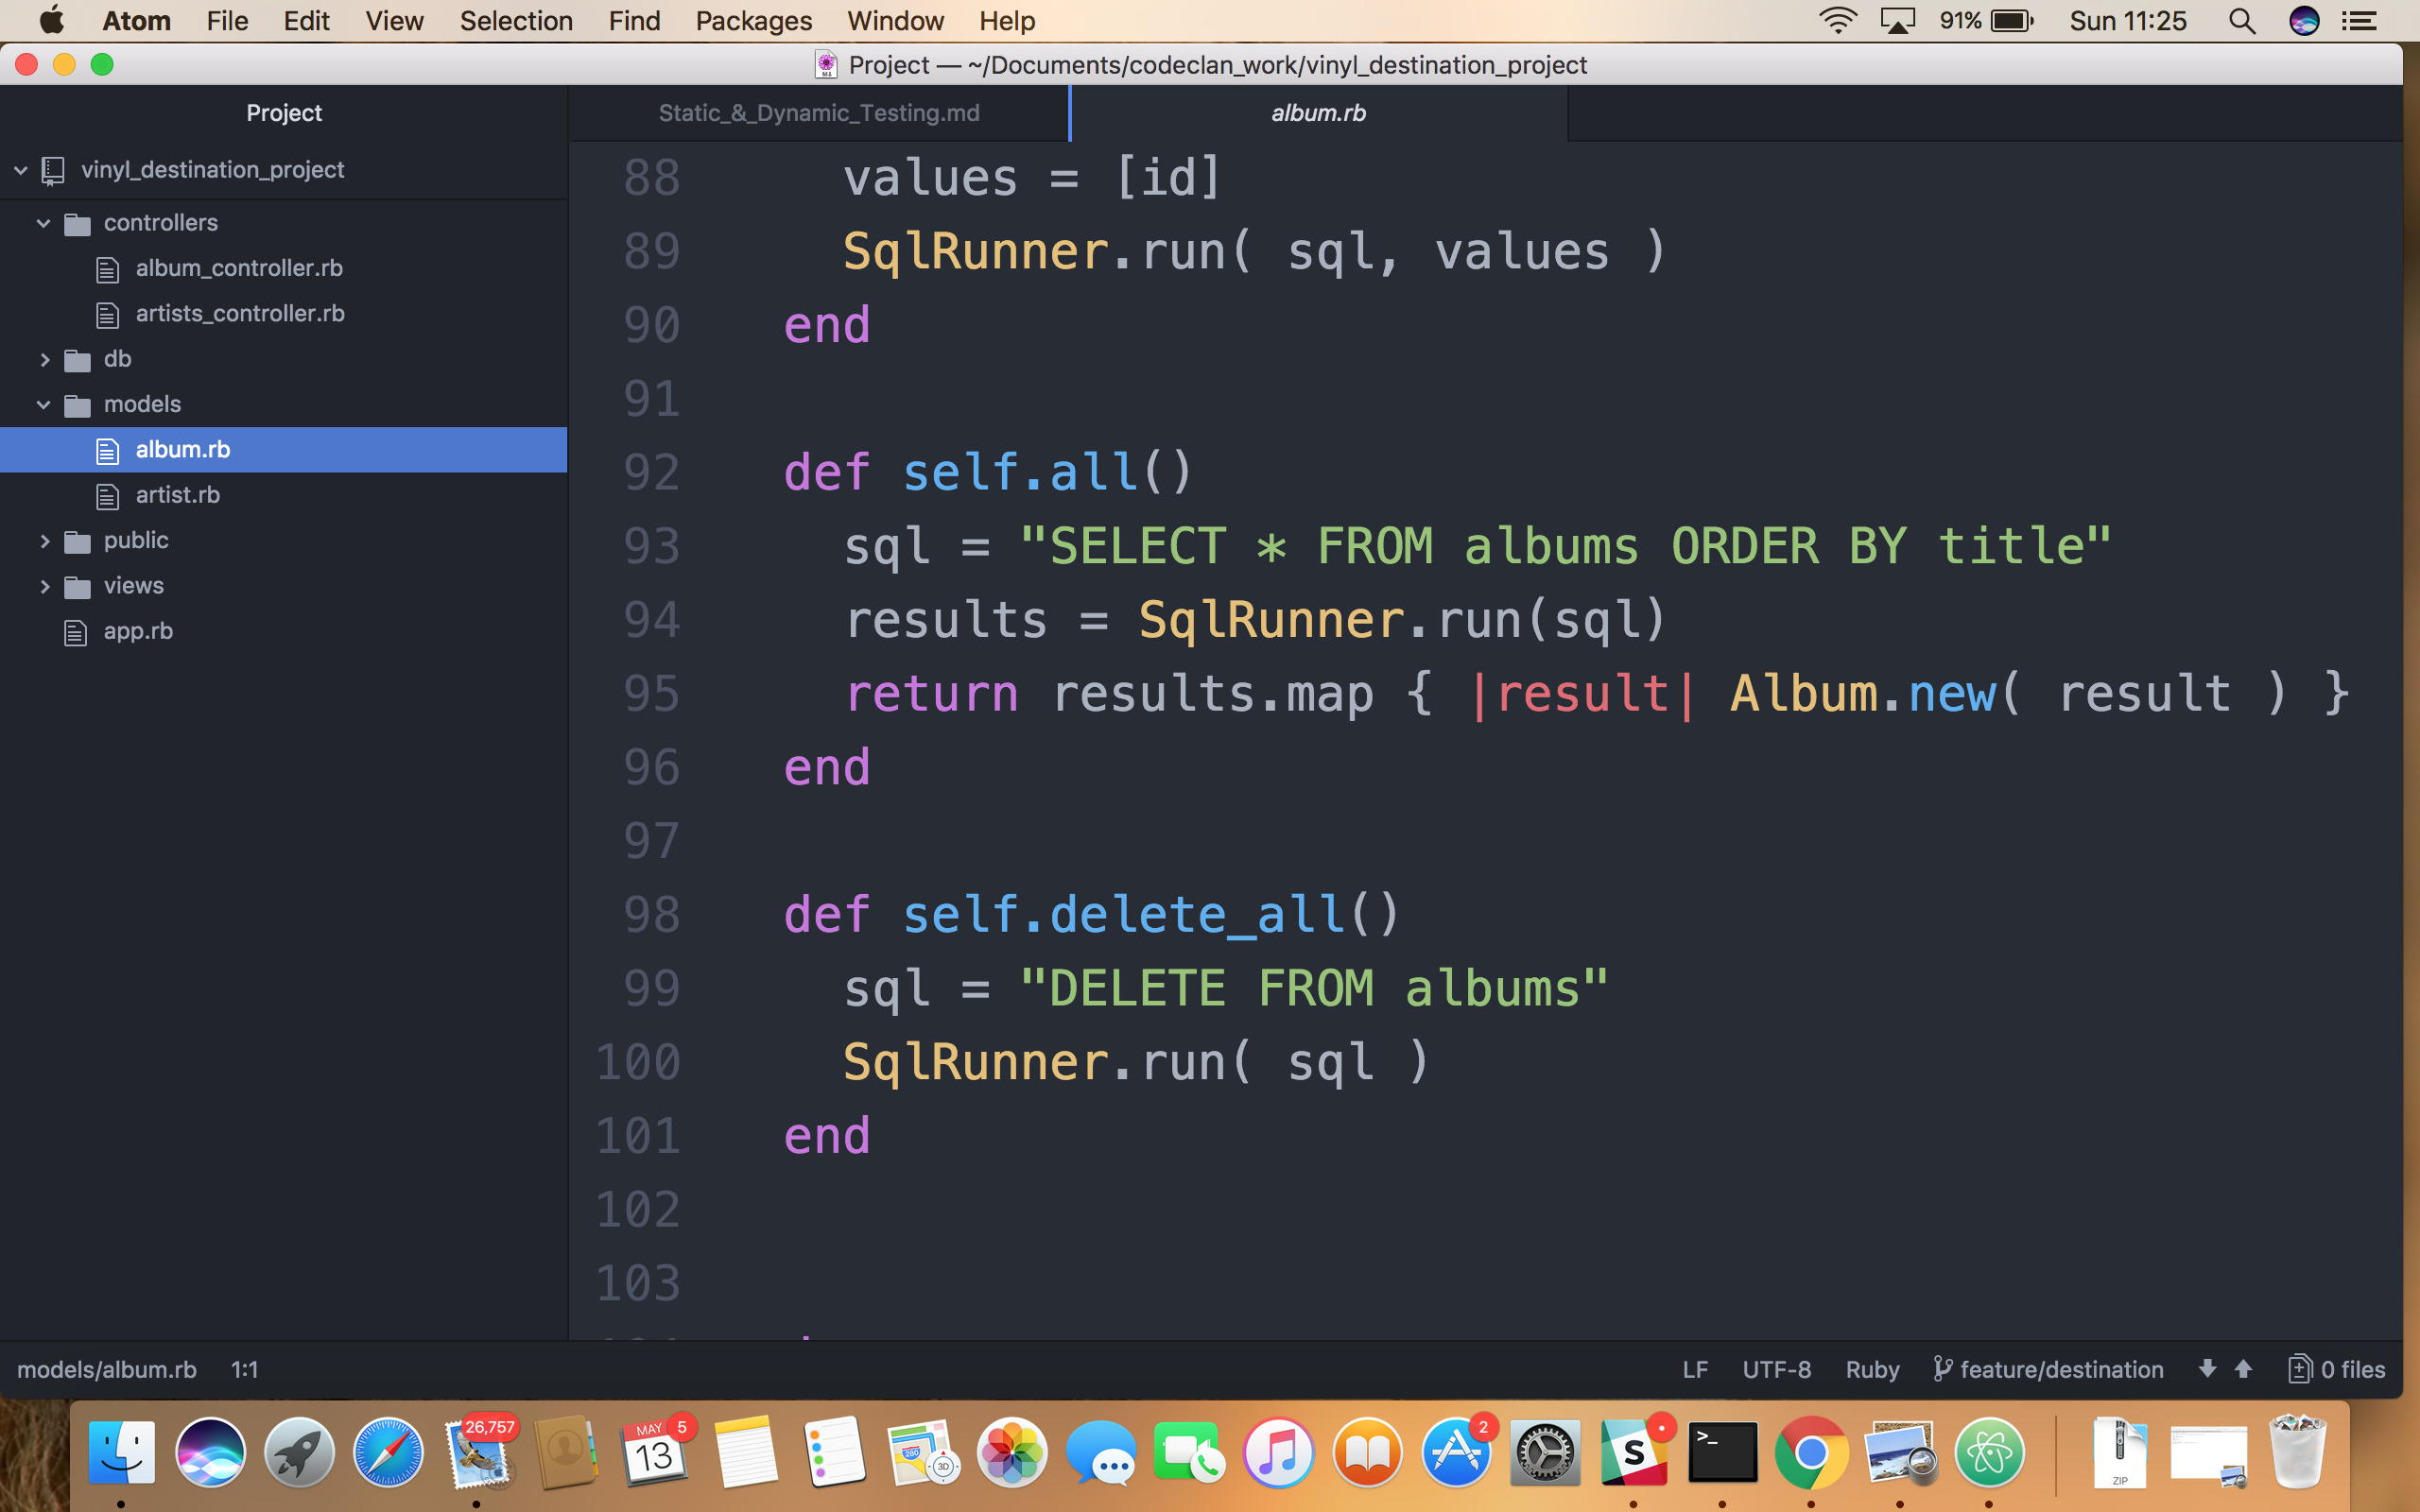 Atom File Edit View Selection Find Packages Window Help 91% Sun 11:25
Project — ~/Documents/codeclan_work/vinyl_destination_project
Project
vinyl_destination_project
controllers
album_controller.rb
artists_controller.rb
db
models
album.rb
artist.rb
public
views
app.rb
Static_&_Dynamic_Testing.md album.rb
88 values = [id]
89 SqlRunner.run( sql, values )
90 end
91
92 def self.all()
93 sql = "SELECT * FROM albums ORDER BY title"
94 results = SqlRunner.run(sql)
95 return results.map { |result| Album.new( result ) }
96 end
97
98 def self.delete_all()
99 sql = "DELETE FROM albums"
100 SqlRunner.run( sql )
101 end
102
103
models/album.rb 1:1 LF UTF-8 Ruby feature/destination 0 files
26,757
MAY 5
13
280
3D
2
S
>_
ZIP